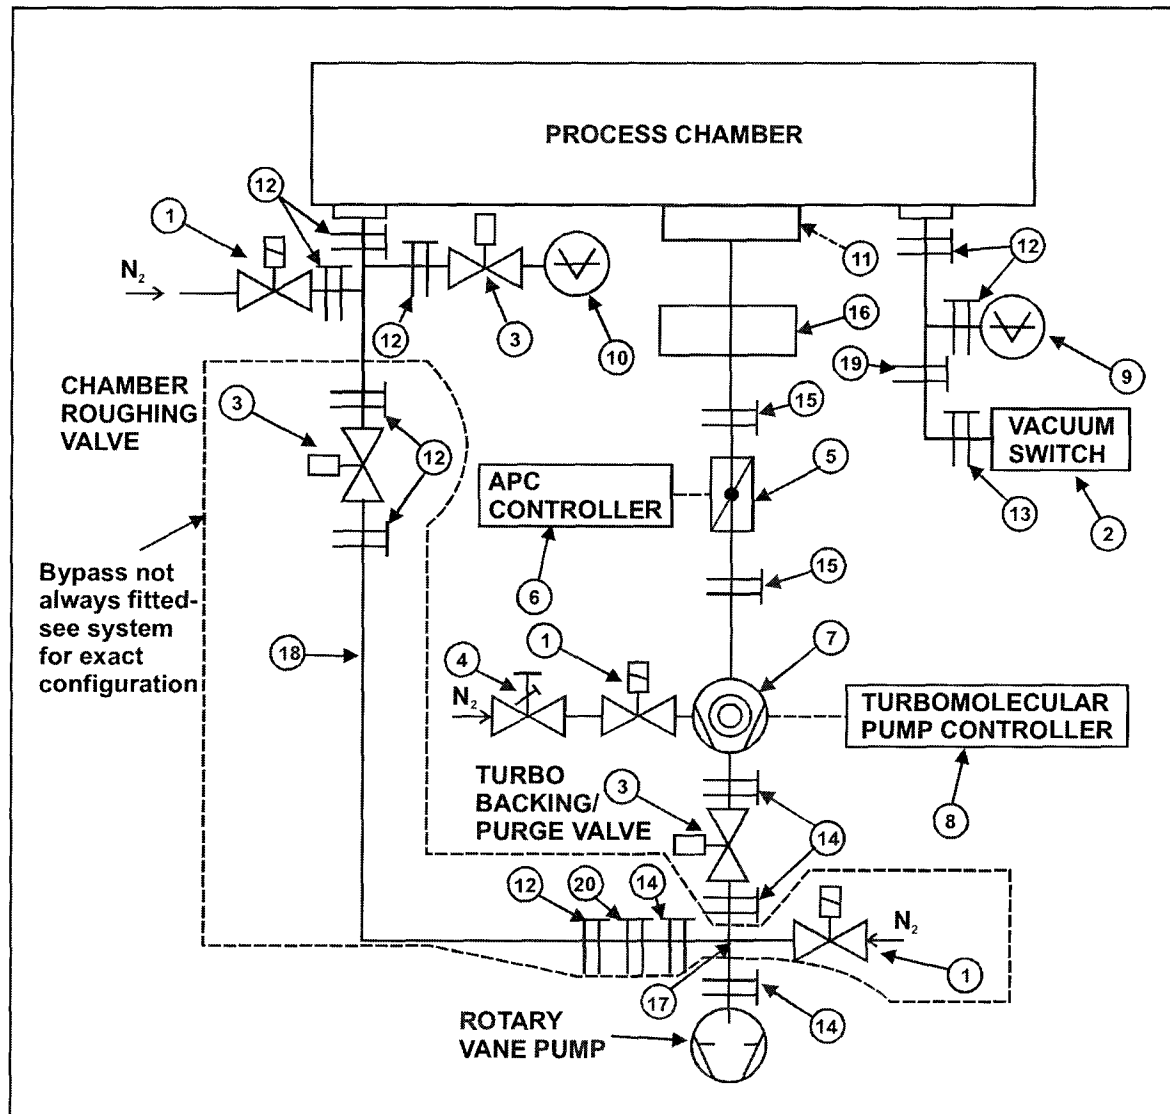 PROCESS CHAMBER
12
1
N₂
12
3
10
11
16
12
9
19
CHAMBER
ROUGHING
VALVE
3
12
15
5
VACUUM
SWITCH
13
2
APC
CONTROLLER
6
15
Bypass not
always fitted-
see system
for exact
configuration
18
4
1
7
N₂
TURBOMOLECULAR
PUMP CONTROLLER
8
TURBO
BACKING/
PURGE VALVE
3
14
12
20
14
N₂
1
17
14
ROTARY
VANE PUMP